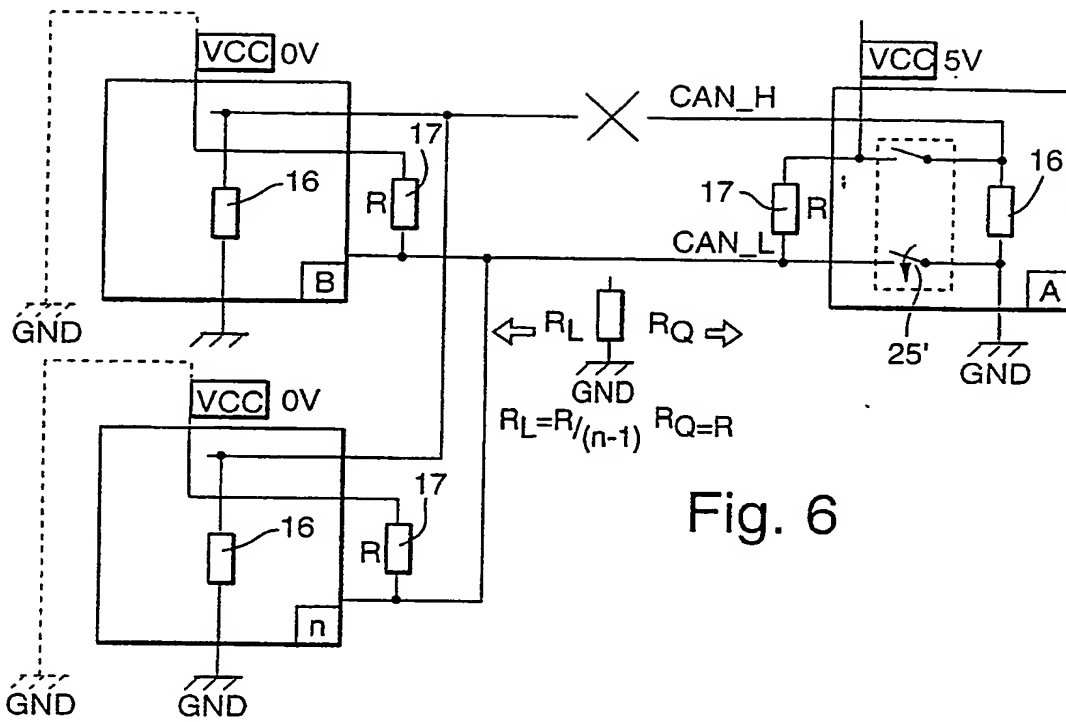 VCC 0V
VCC 5V
CAN_H
17
16
R
B
GND
17
R
16
CAN_L
25'
A
GND
R_L
R_Q
GND
R_L=R/(n-1) R_Q=R
VCC 0V
17
16
R
n
GND
GND
Fig. 6